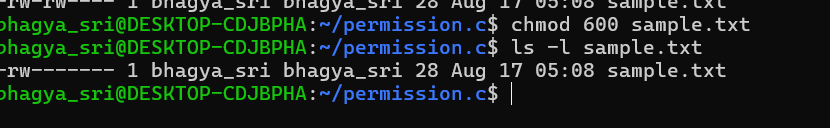 -rw-rw---- 1 bhagya_sri bhagya_sri 28 Aug 17 05:08 sample.txt
bhagya_sri@DESKTOP-CDJBPHA:~/permission.c$ chmod 600 sample.txt
bhagya_sri@DESKTOP-CDJBPHA:~/permission.c$ ls -l sample.txt
-rw------- 1 bhagya_sri bhagya_sri 28 Aug 17 05:08 sample.txt
bhagya_sri@DESKTOP-CDJBPHA:~/permission.c$